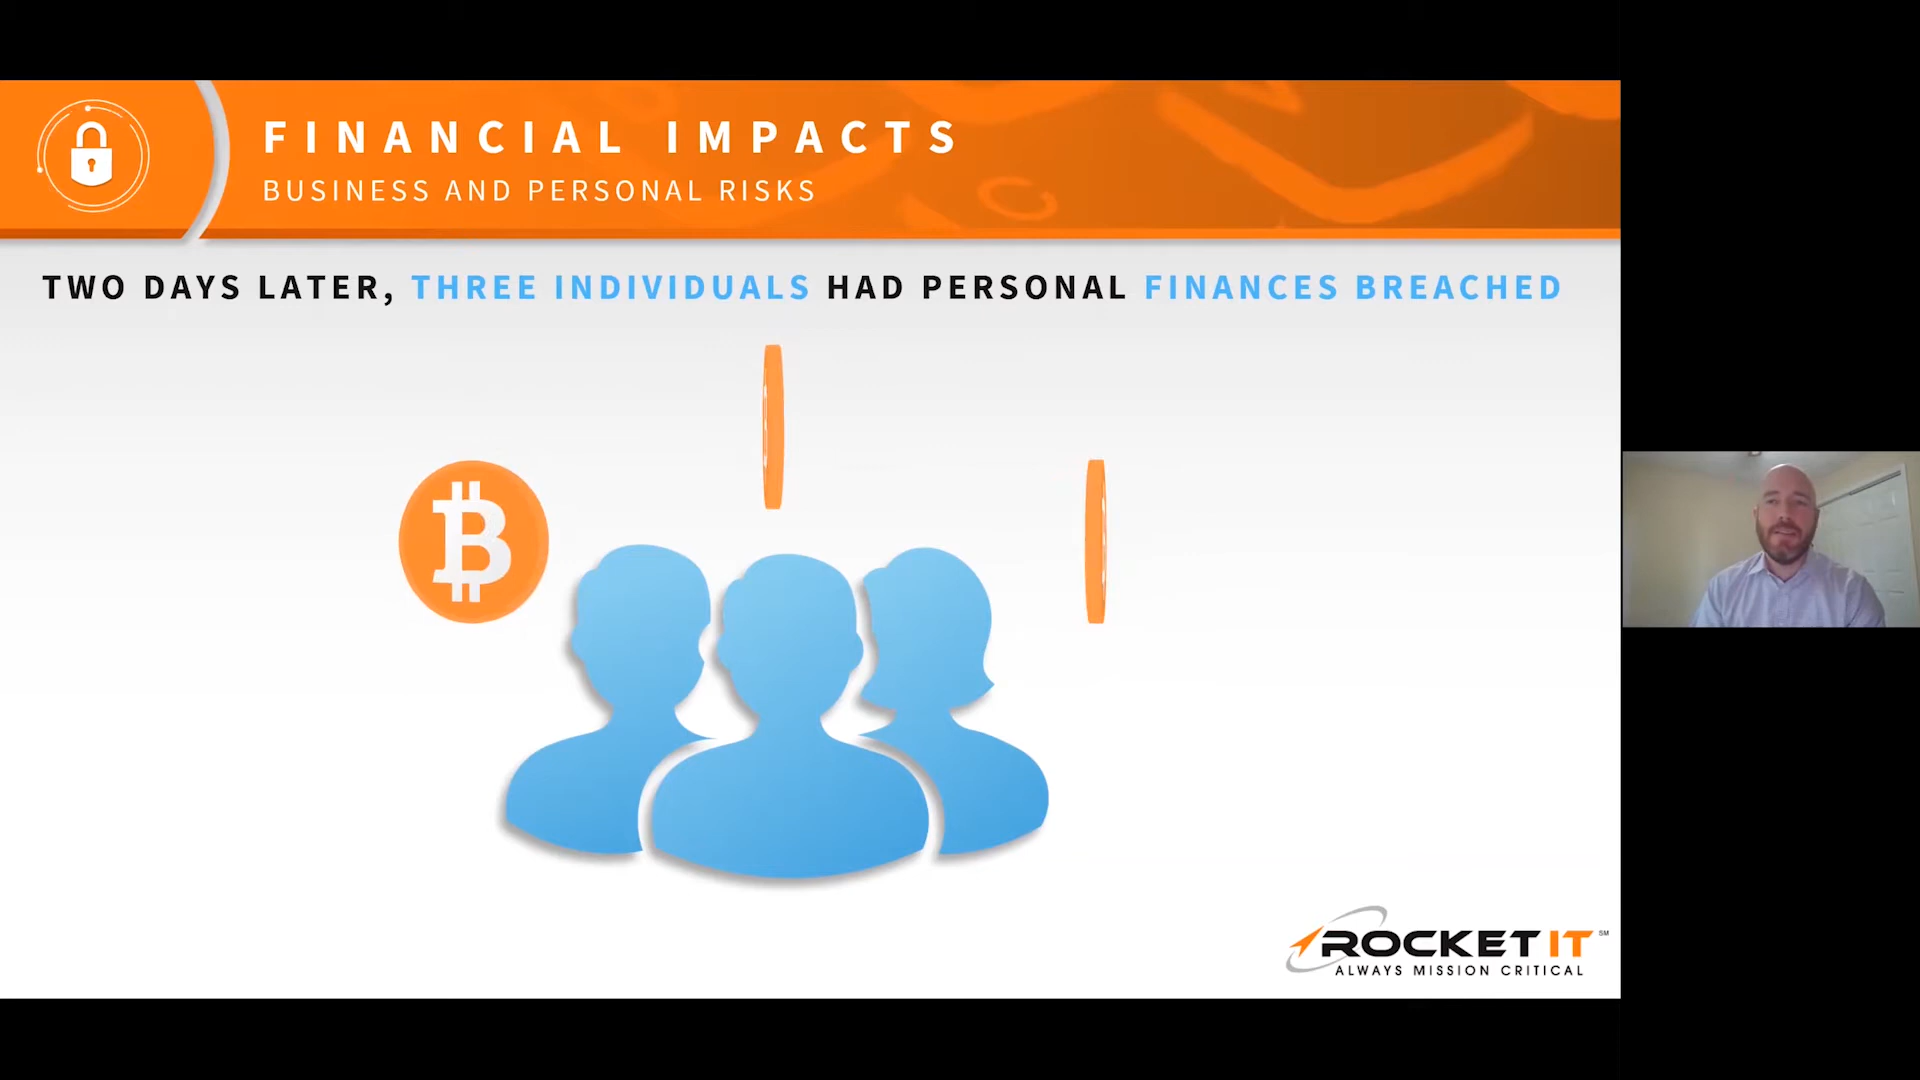 FINANCIAL IMPACTS
BUSINESS AND PERSONAL RISKS
TWO DAYS LATER, THREE INDIVIDUALS HAD PERSONAL FINANCES BREACHED
ROCKET IT SM
ALWAYS MISSION CRITICAL